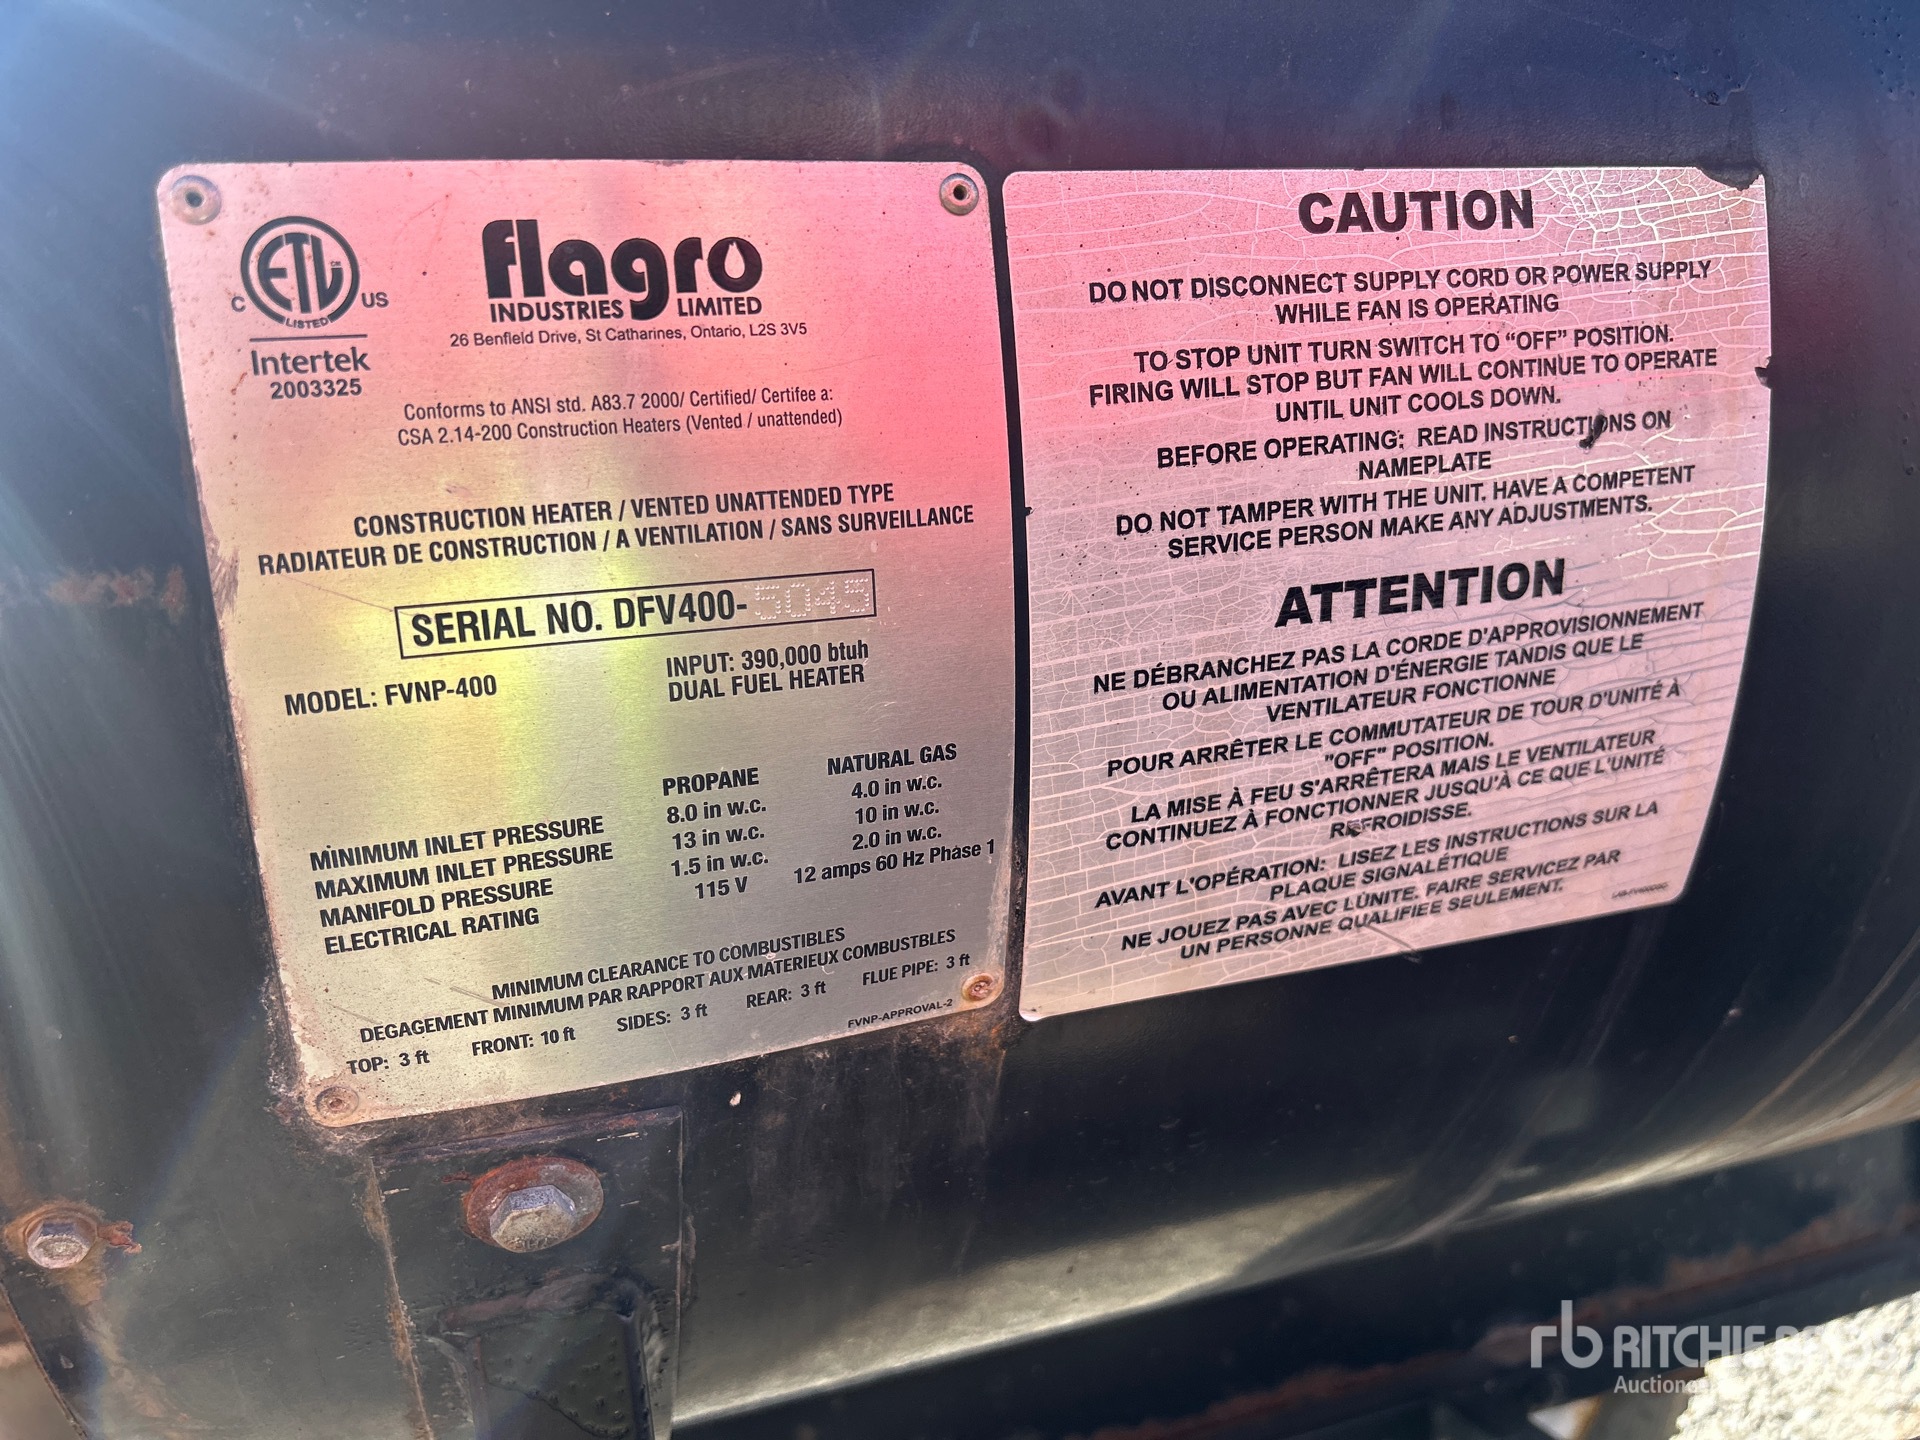 ETL
CM
LISTED
C
US
Intertek
2003325
flagro
INDUSTRIES LIMITED
26 Benfield Drive, St Catharines, Ontario, L2S 3V5
Conforms to ANSI std. A83.7 2000/ Certified/ Certifee a:
CSA 2.14-200 Construction Heaters (Vented / unattended)
CONSTRUCTION HEATER / VENTED UNATTENDED TYPE
RADIATEUR DE CONSTRUCTION / A VENTILATION / SANS SURVEILLANCE
SERIAL NO. DFV400-5045
MODEL: FVNP-400
INPUT: 390,000 btuh
DUAL FUEL HEATER
PROPANE NATURAL GAS
MINIMUM INLET PRESSURE 8.0 in w.c. 4.0 in w.c.
MAXIMUM INLET PRESSURE 13 in w.c. 10 in w.c.
MANIFOLD PRESSURE 1.5 in w.c. 2.0 in w.c.
ELECTRICAL RATING 115 V 12 amps 60 Hz Phase 1
MINIMUM CLEARANCE TO COMBUSTIBLES
DEGAGEMENT MINIMUM PAR RAPPORT AUX MATERIEUX COMBUSTBLES
TOP: 3 ft FRONT: 10 ft SIDES: 3 ft REAR: 3 ft FLUE PIPE: 3 ft
FVNP-APPROVAL-2
CAUTION
DO NOT DISCONNECT SUPPLY CORD OR POWER SUPPLY
WHILE FAN IS OPERATING
TO STOP UNIT TURN SWITCH TO “OFF” POSITION.
FIRING WILL STOP BUT FAN WILL CONTINUE TO OPERATE
UNTIL UNIT COOLS DOWN.
BEFORE OPERATING: READ INSTRUCTIONS ON
NAMEPLATE
DO NOT TAMPER WITH THE UNIT. HAVE A COMPETENT
SERVICE PERSON MAKE ANY ADJUSTMENTS.
ATTENTION
NE DÉBRANCHEZ PAS LA CORDE D'APPROVISIONNEMENT
OU ALIMENTATION D'ÉNERGIE TANDIS QUE LE
VENTILATEUR FONCTIONNE
POUR ARRÊTER LE COMMUTATEUR DE TOUR D'UNITÉ À
"OFF" POSITION.
LA MISE À FEU S'ARRÊTERA MAIS LE VENTILATEUR
CONTINUEZ À FONCTIONNER JUSQU'À CE QUE L'UNITÉ
REFROIDISSE.
AVANT L'OPÉRATION: LISEZ LES INSTRUCTIONS SUR LA
PLAQUE SIGNALÉTIQUE
NE JOUEZ PAS AVEC LÚNITE. FAIRE SERVICEZ PAR
UN PERSONNE QUALIFIEE SEULEMENT.
rb RITCHIE BROS